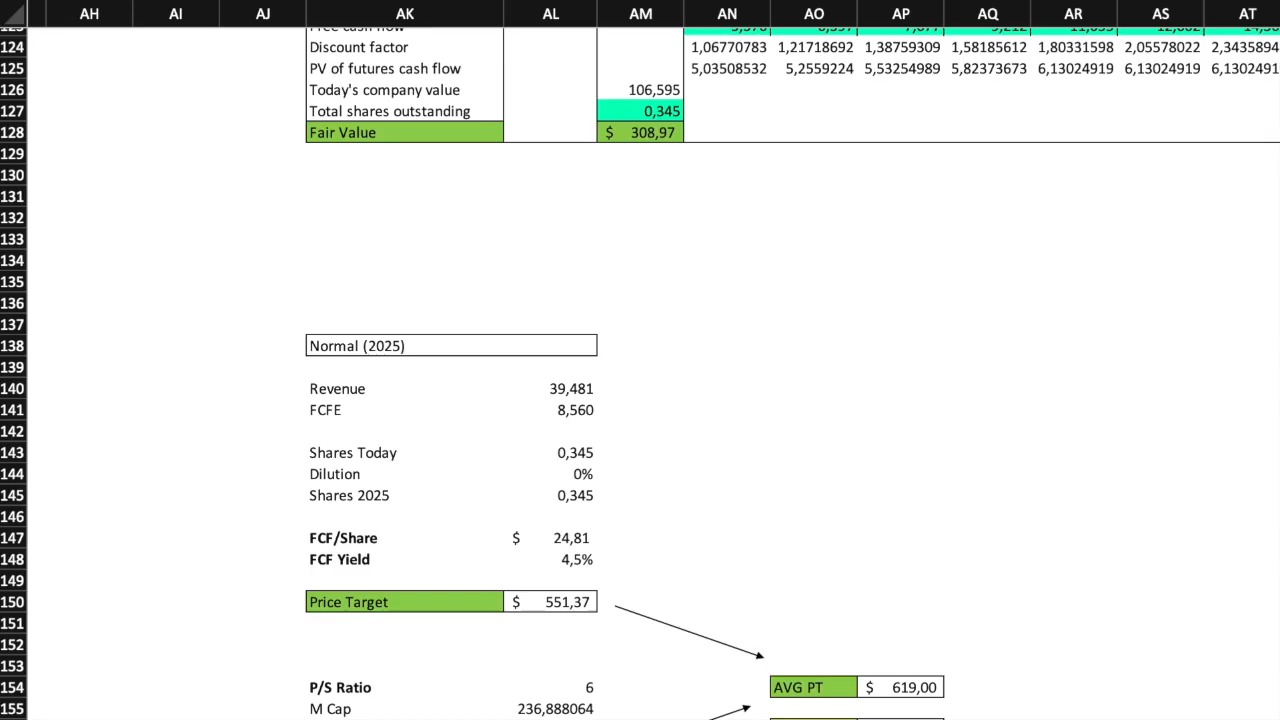 AH AI AJ AK AL AM AN AO AP AQ AR AS AT
124 Discount factor 1,06770783 1,21718692 1,38759309 1,58185612 1,80331598 2,05578022 2,3435894
125 PV of futures cash flow 5,03508532 5,2559224 5,53254989 5,82373673 6,13024919 6,13024919 6,1302491
126 Today's company value 106,595
127 Total shares outstanding 0,345
128 Fair Value $ 308,97
129
130
131
132
133
134
135
136
137
138 Normal (2025)
139
140 Revenue 39,481
141 FCFE 8,560
142
143 Shares Today 0,345
144 Dilution 0%
145 Shares 2025 0,345
146
147 FCF/Share $ 24,81
148 FCF Yield 4,5%
149
150 Price Target $ 551,37
151
152
153
154 P/S Ratio 6 AVG PT $ 619,00
155 M Cap 236,888064